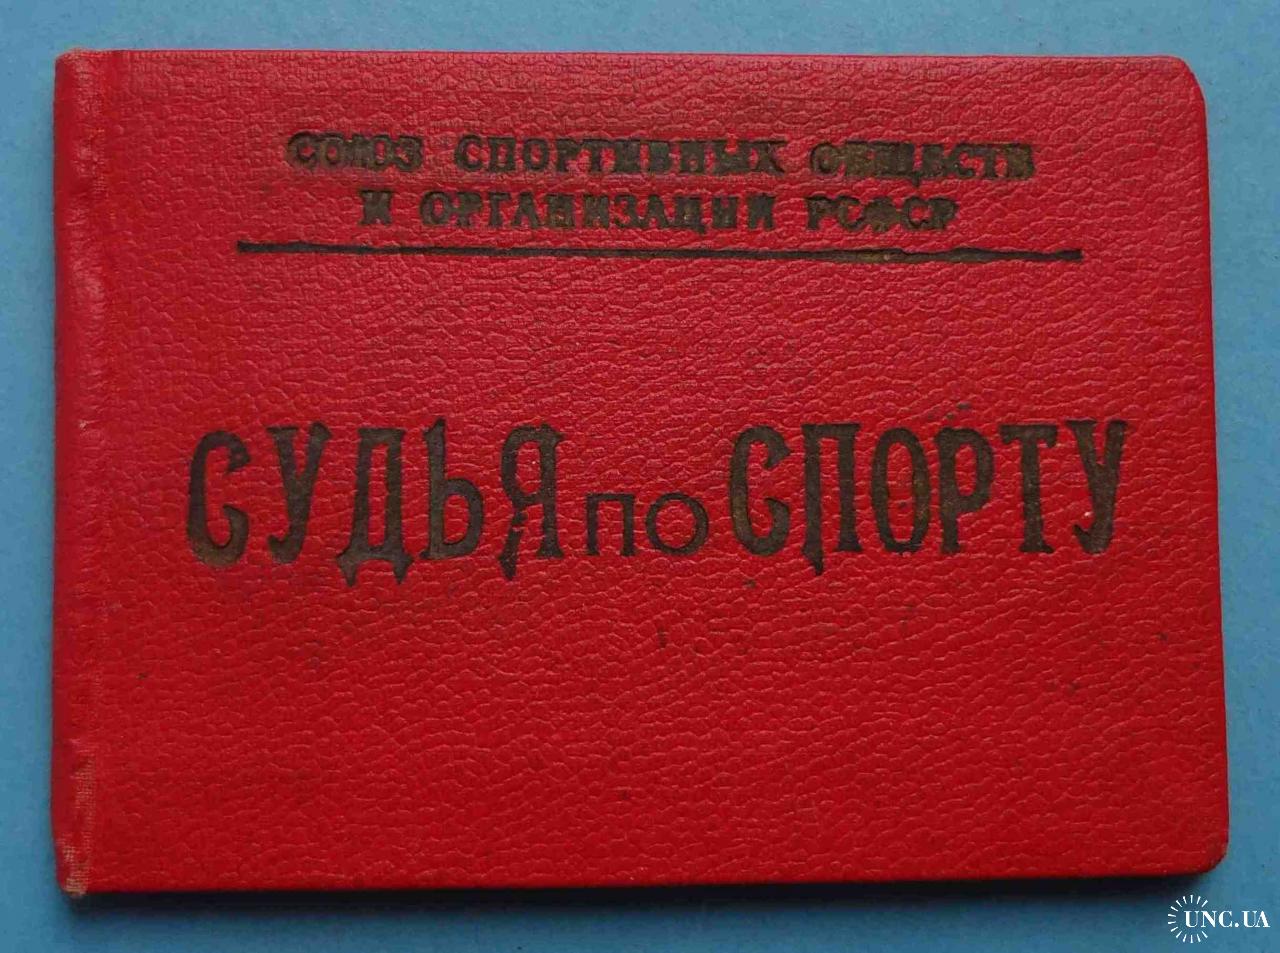 СОЮЗ СПОРТИВНЫХ ОБЩЕСТВ
И ОРГАНИЗАЦИЙ РСФСР
СУДЬЯ ПО СПОРТУ
UNC.UA